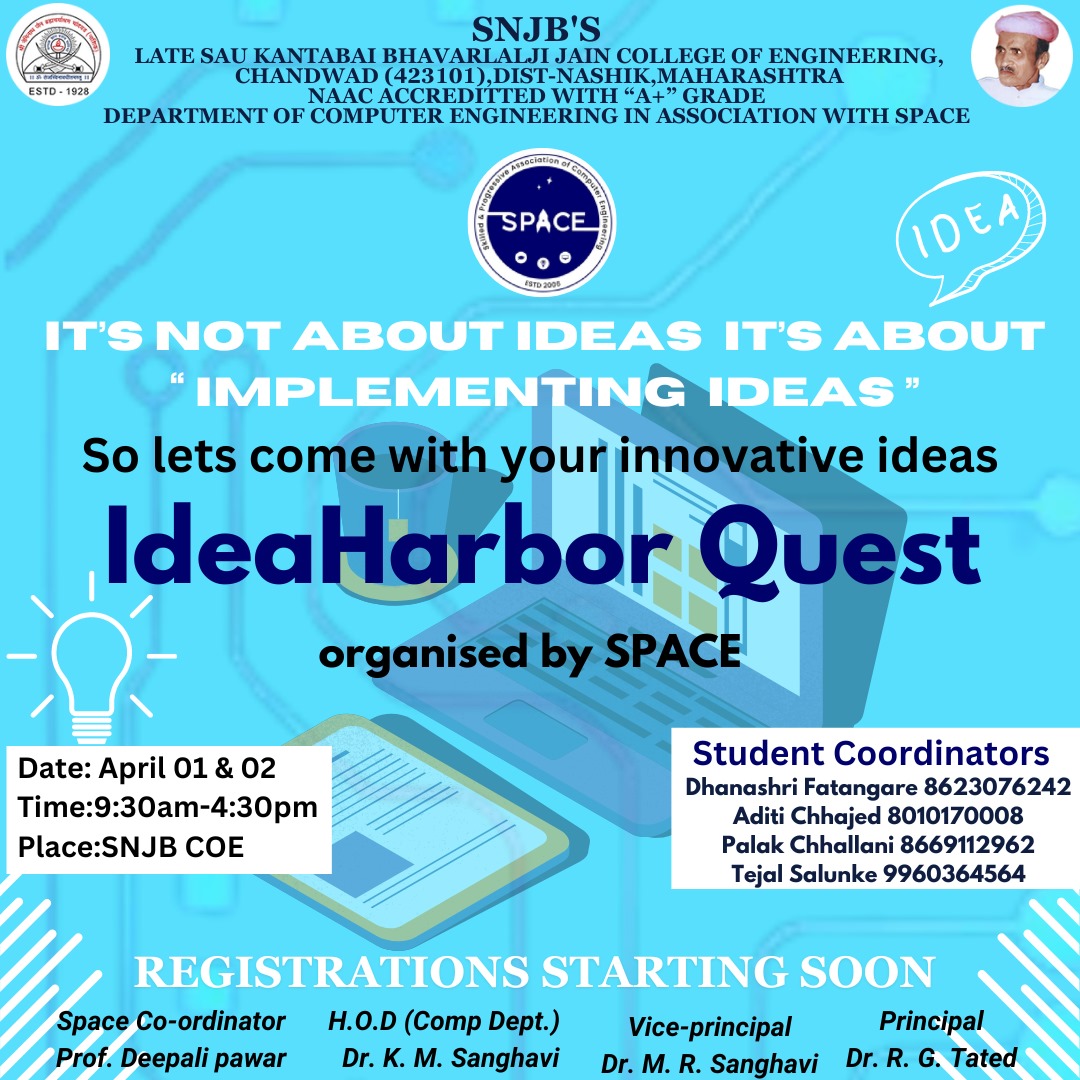 SNJB'S
LATE SAU KANTABAI BHAVARLALJI JAIN COLLEGE OF ENGINEERING,
CHANDWAD (423101),DIST-NASHIK,MAHARASHTRA
NAAC ACCREDITTED WITH “A+” GRADE
DEPARTMENT OF COMPUTER ENGINEERING IN ASSOCIATION WITH SPACE
ESTD - 1928
Skilled & Progressive Association of Computer Engineering
SPACE
ESTD 2005
IDEA
IT'S NOT ABOUT IDEAS IT'S ABOUT
“ IMPLEMENTING IDEAS ”
So lets come with your innovative ideas
IdeaHarbor Quest
organised by SPACE
Date: April 01 & 02
Time:9:30am-4:30pm
Place:SNJB COE
Student Coordinators
Dhanashri Fatangare 8623076242
Aditi Chhajed 8010170008
Palak Chhallani 8669112962
Tejal Salunke 9960364564
REGISTRATIONS STARTING SOON
Space Co-ordinator
Prof. Deepali pawar
H.O.D (Comp Dept.)
Dr. K. M. Sanghavi
Vice-principal
Dr. M. R. Sanghavi
Principal
Dr. R. G. Tated